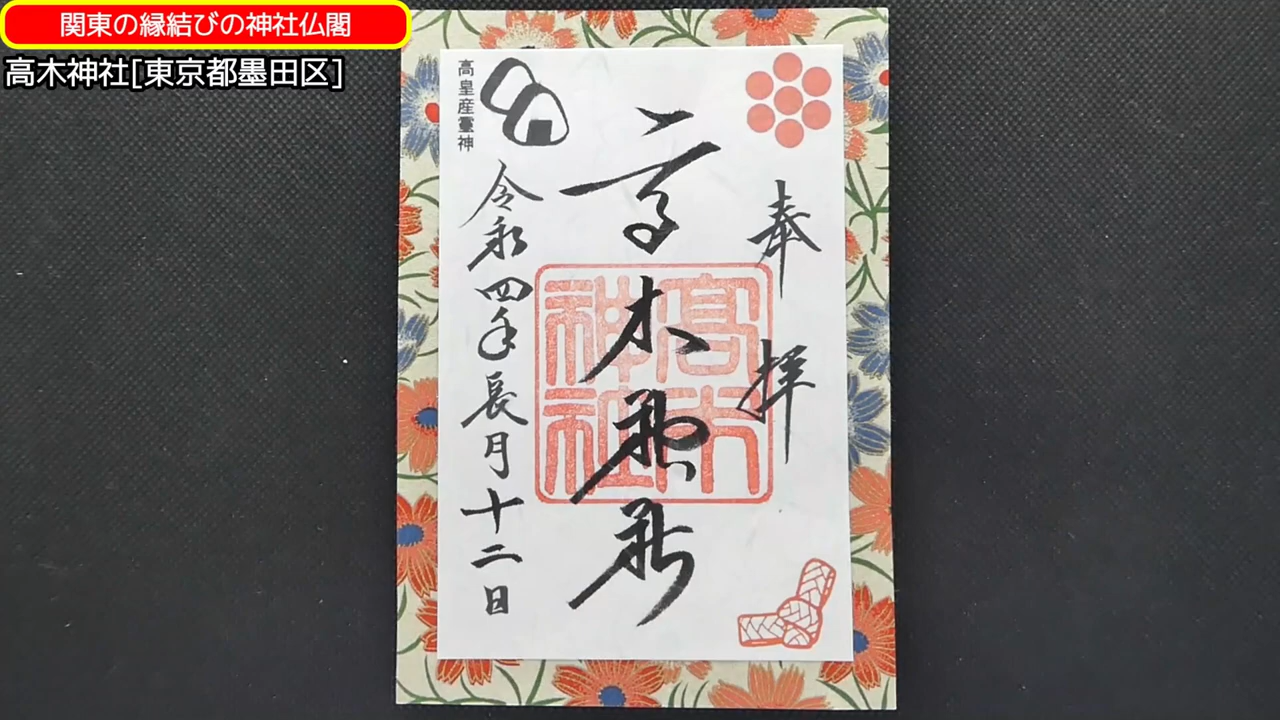 関東の縁結びの神社仏閣
高木神社[東京都墨田区]
奉拝
高木神社
高木神社
高皇産霊神
令和四年長月十二日